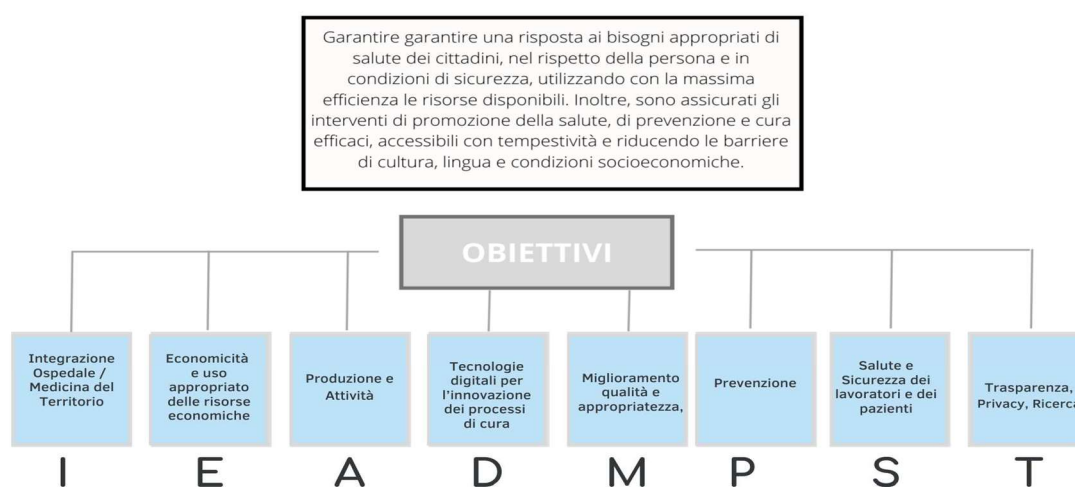 Garantire garantire una risposta ai bisogni appropriati di
salute dei cittadini, nel rispetto della persona e in
condizioni di sicurezza, utilizzando con la massima
efficienza le risorse disponibili. Inoltre, sono assicurati gli
interventi di promozione della salute, di prevenzione e cura
efficaci, accessibili con tempestività e riducendo le barriere
di cultura, lingua e condizioni socioeconomiche.
OBIETTIVI
Integrazione
Ospedale /
Medicina del
Territorio
Economicità
e uso
appropriato
delle risorse
economiche
Produzione e
Attività
Tecnologie
digitali per
l'innovazione
dei processi
di cura
Miglioramento
qualità e
appropriatezza,
Prevenzione
Salute e
Sicurezza dei
lavoratori e dei
pazienti
Trasparenza,
Privacy, Ricerca
I E A D M P S T